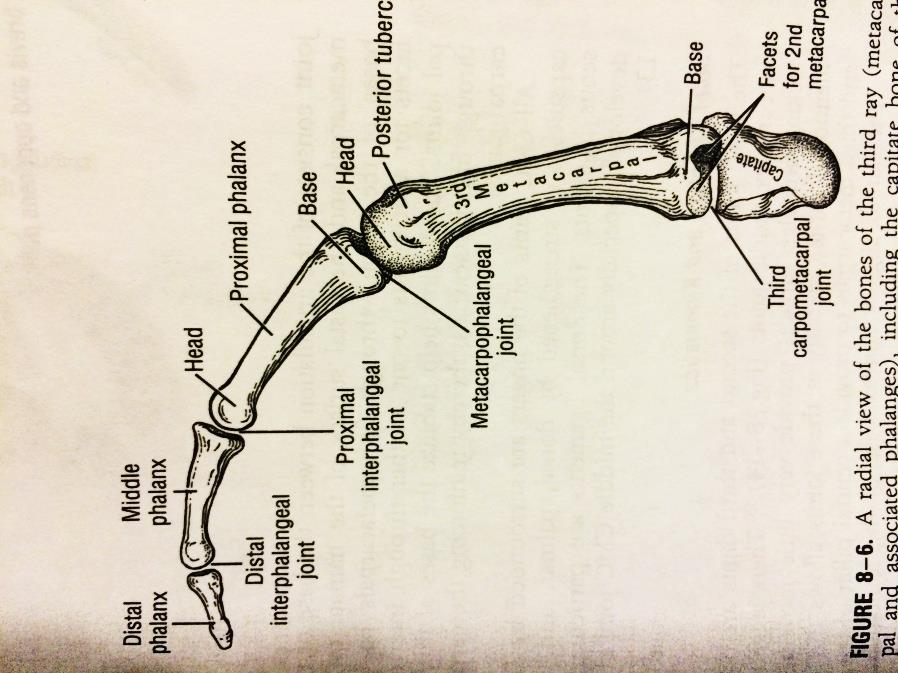 Distal
phalanx
Middle
phalanx
Head
Proximal phalanx
Base
Head
Posterior
Base
Facets
for 2nd
3rd
Metacarpal
Capitate
Distal
interphalangeal
joint
Proximal
interphalangeal
joint
Metacarpophalangeal
joint
Third
carpometacarpal
joint
FIGURE 8–6. A radial view of the bones of the third ray
pal and associated phalanges), including the capitate bone of